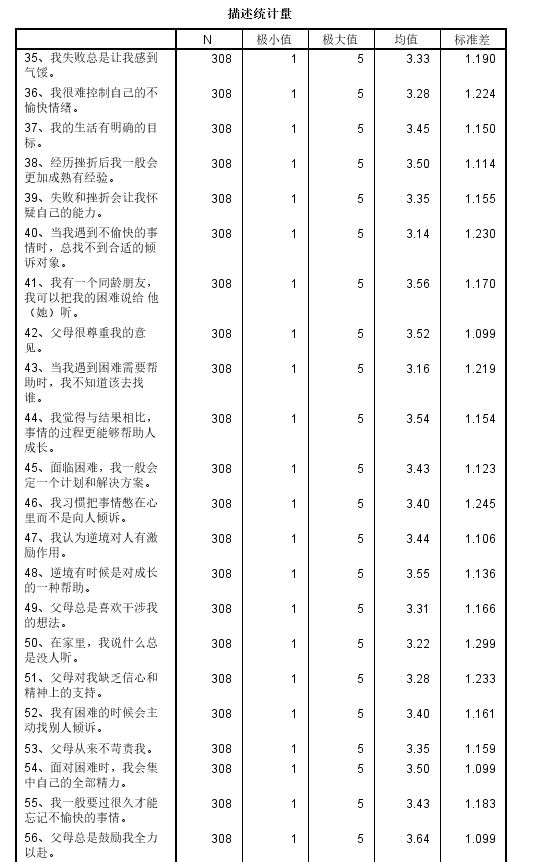 描述统计量
N 极小值 极大值 均值 标准差
35、我失败总是让我感到 308 1 5 3.33 1.190
气馁。
36、我很难控制自己的不 308 1 5 3.28 1.224
愉快情绪。
37、我的生活有明确的目 308 1 5 3.45 1.150
标。
38、经历挫折后我一般会 308 1 5 3.50 1.114
更加成熟有经验。
39、失败和挫折会让我怀 308 1 5 3.35 1.155
疑自己的能力。
40、当我遇到不愉快的事 308 1 5 3.14 1.230
情时，总找不到合适的倾
诉对象。
41、我有一个同龄朋友， 308 1 5 3.56 1.170
我可以把我的困难说给 他
（她）听。
42、父母很尊重我的意 308 1 5 3.52 1.099
见。
43、当我遇到困难需要帮 308 1 5 3.16 1.219
助时，我不知道该去找
谁。
44、我觉得与结果相比， 308 1 5 3.54 1.154
事情的过程更能够帮助人
成长。
45、面临困难，我一般会 308 1 5 3.43 1.123
定一个计划和解决方案。
46、我习惯把事情憋在心 308 1 5 3.40 1.245
里而不是向人倾诉。
47、我认为逆境对人有激 308 1 5 3.44 1.106
励作用。
48、逆境有时候是对成长 308 1 5 3.55 1.136
的一种帮助。
49、父母总是喜欢干涉我 308 1 5 3.31 1.166
的想法。
50、在家里，我说什么总 308 1 5 3.22 1.299
是没人听。
51、父母对我缺乏信心和 308 1 5 3.28 1.233
精神上的支持。
52、我有困难的时候会主 308 1 5 3.40 1.161
动找别人倾诉。
53、父母从来不苛责我。 308 1 5 3.35 1.159
54、面对困难时，我会集 308 1 5 3.50 1.099
中自己的全部精力。
55、我一般要过很久才能 308 1 5 3.43 1.183
忘记不愉快的事情。
56、父母总是鼓励我全力 308 1 5 3.64 1.099
以赴。